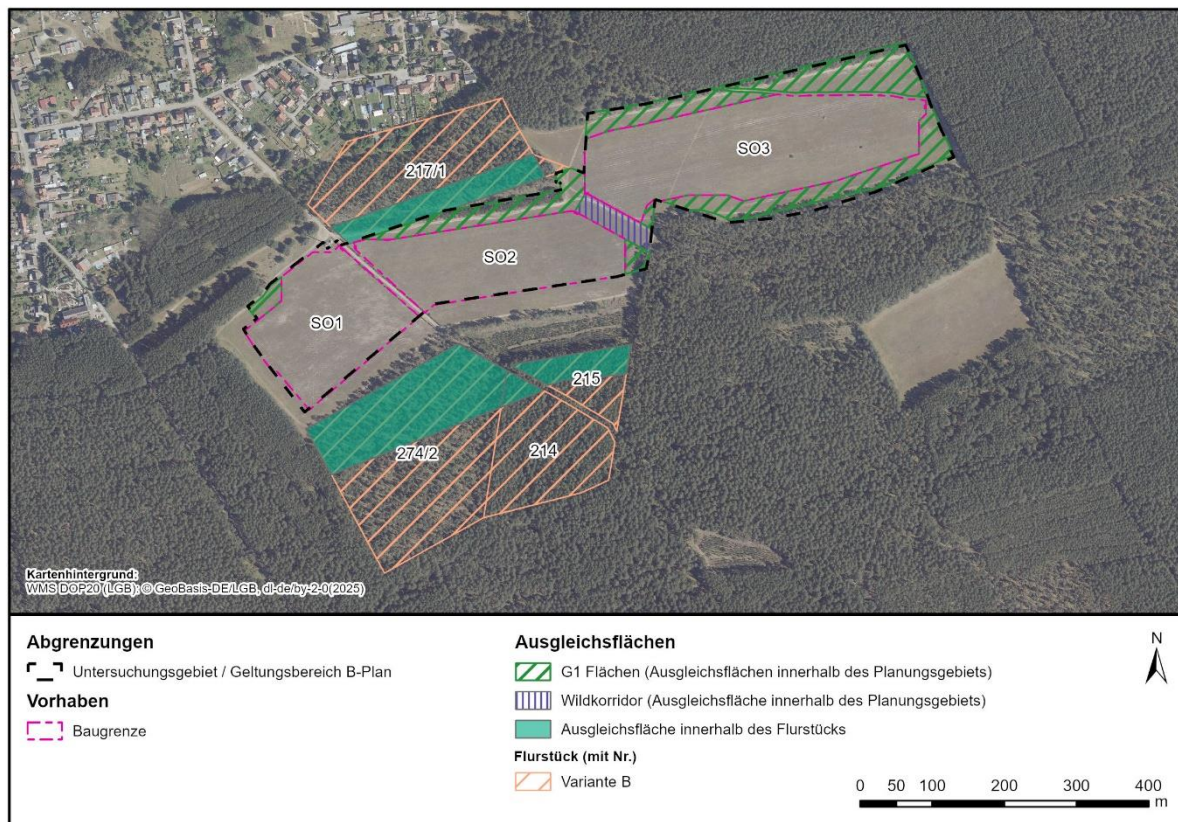 SO3
217/1
SO2
SO1
215
274/2
214
Kartenhintergrund:
WMS DOP20 (LGB): © GeoBasis-DE/LGB, dl-de/by-2-0(2025)
Abgrenzungen
Untersuchungsgebiet / Geltungsbereich B-Plan
Vorhaben
Baugrenze
Ausgleichsflächen
G1 Flächen (Ausgleichsflächen innerhalb des Planungsgebiets)
Wildkorridor (Ausgleichsfläche innerhalb des Planungsgebiets)
Ausgleichsfläche innerhalb des Flurstücks
Flurstück (mit Nr.)
Variante B
N
0 50 100 200 300 400
m